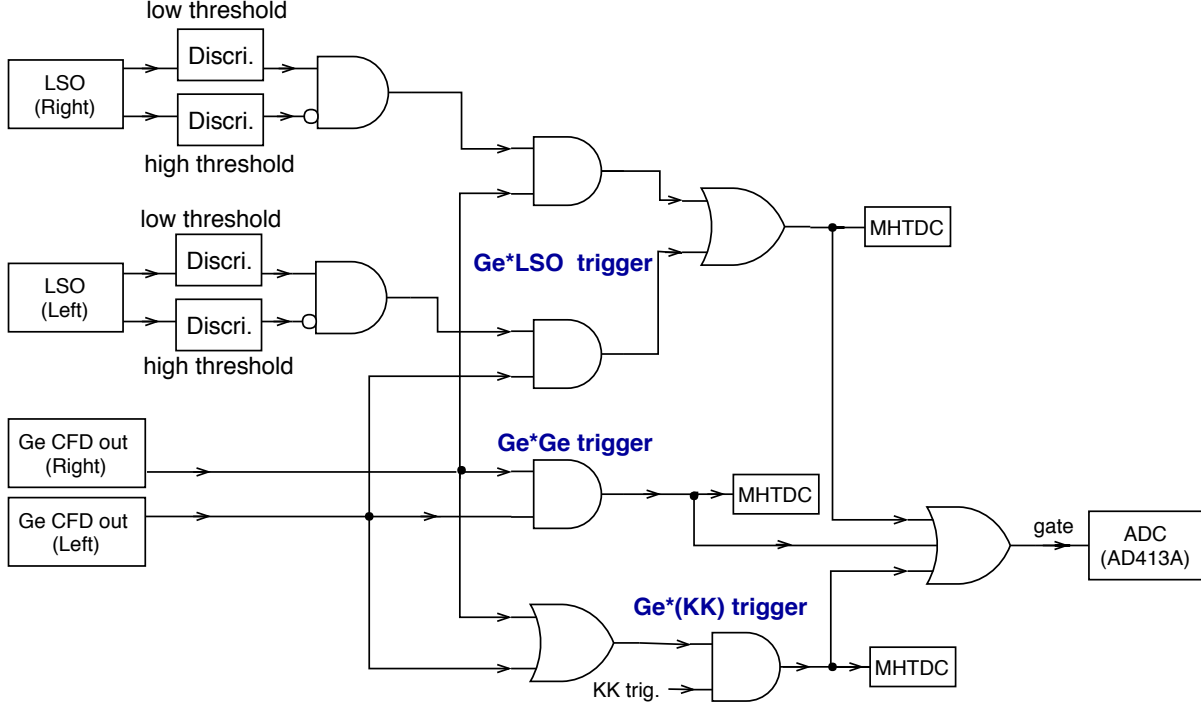 low threshold
Discri.
LSO
(Right)
Discri.
high threshold
low threshold
Discri.
LSO
(Left)
Discri.
high threshold
Ge*LSO  trigger
MHTDC
Ge CFD out
(Right)
Ge*Ge trigger
MHTDC
Ge CFD out
(Left)
gate
ADC
(AD413A)
Ge*(KK) trigger
KK trig.
MHTDC